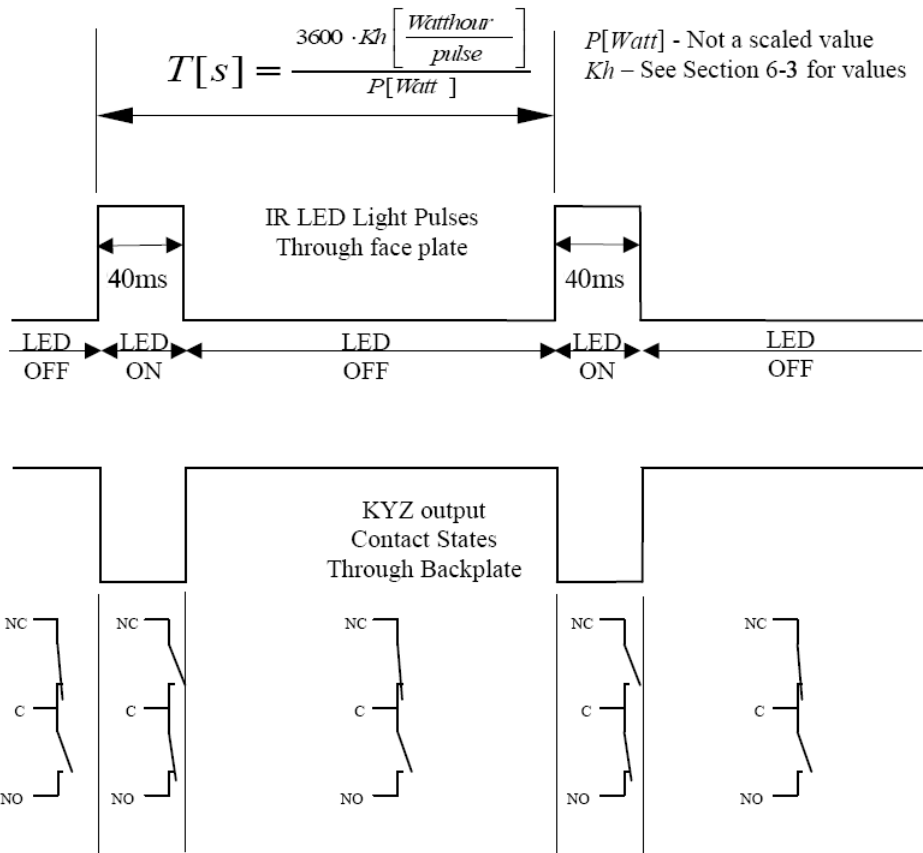 T[s] = 3600 · Kh [Watthour / pulse] / P[Watt ]
P[Watt] - Not a scaled value
Kh – See Section 6-3 for values
IR LED Light Pulses
Through face plate
40ms
40ms
LED
OFF
LED
ON
LED
OFF
LED
ON
LED
OFF
KYZ output
Contact States
Through Backplate
NC
NC
NC
NC
NC
C
C
C
C
C
NO
NO
NO
NO
NO